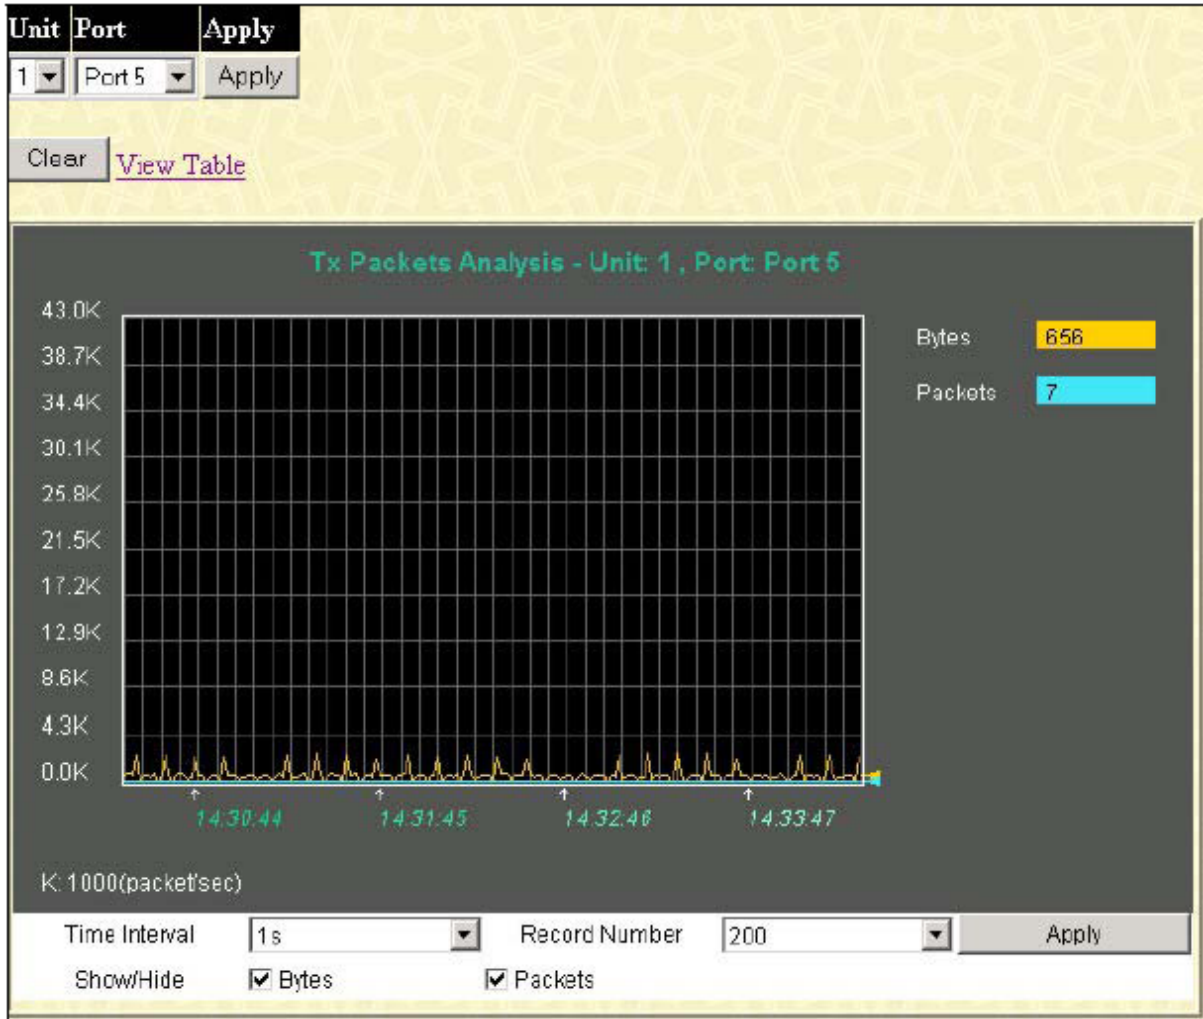 Unit Port Apply
1 Port 5 Apply
Clear View Table
Tx Packets Analysis - Unit: 1 , Port: Port 5
43.0K
38.7K
34.4K
30.1K
25.8K
21.5K
17.2K
12.9K
8.6K
4.3K
0.0K
Bytes 656
Packets 7
14:30:44 14:31:45 14:32:46 14:33:47
K: 1000(packet/sec)
Time Interval 1s Record Number 200 Apply
Show/Hide Bytes Packets